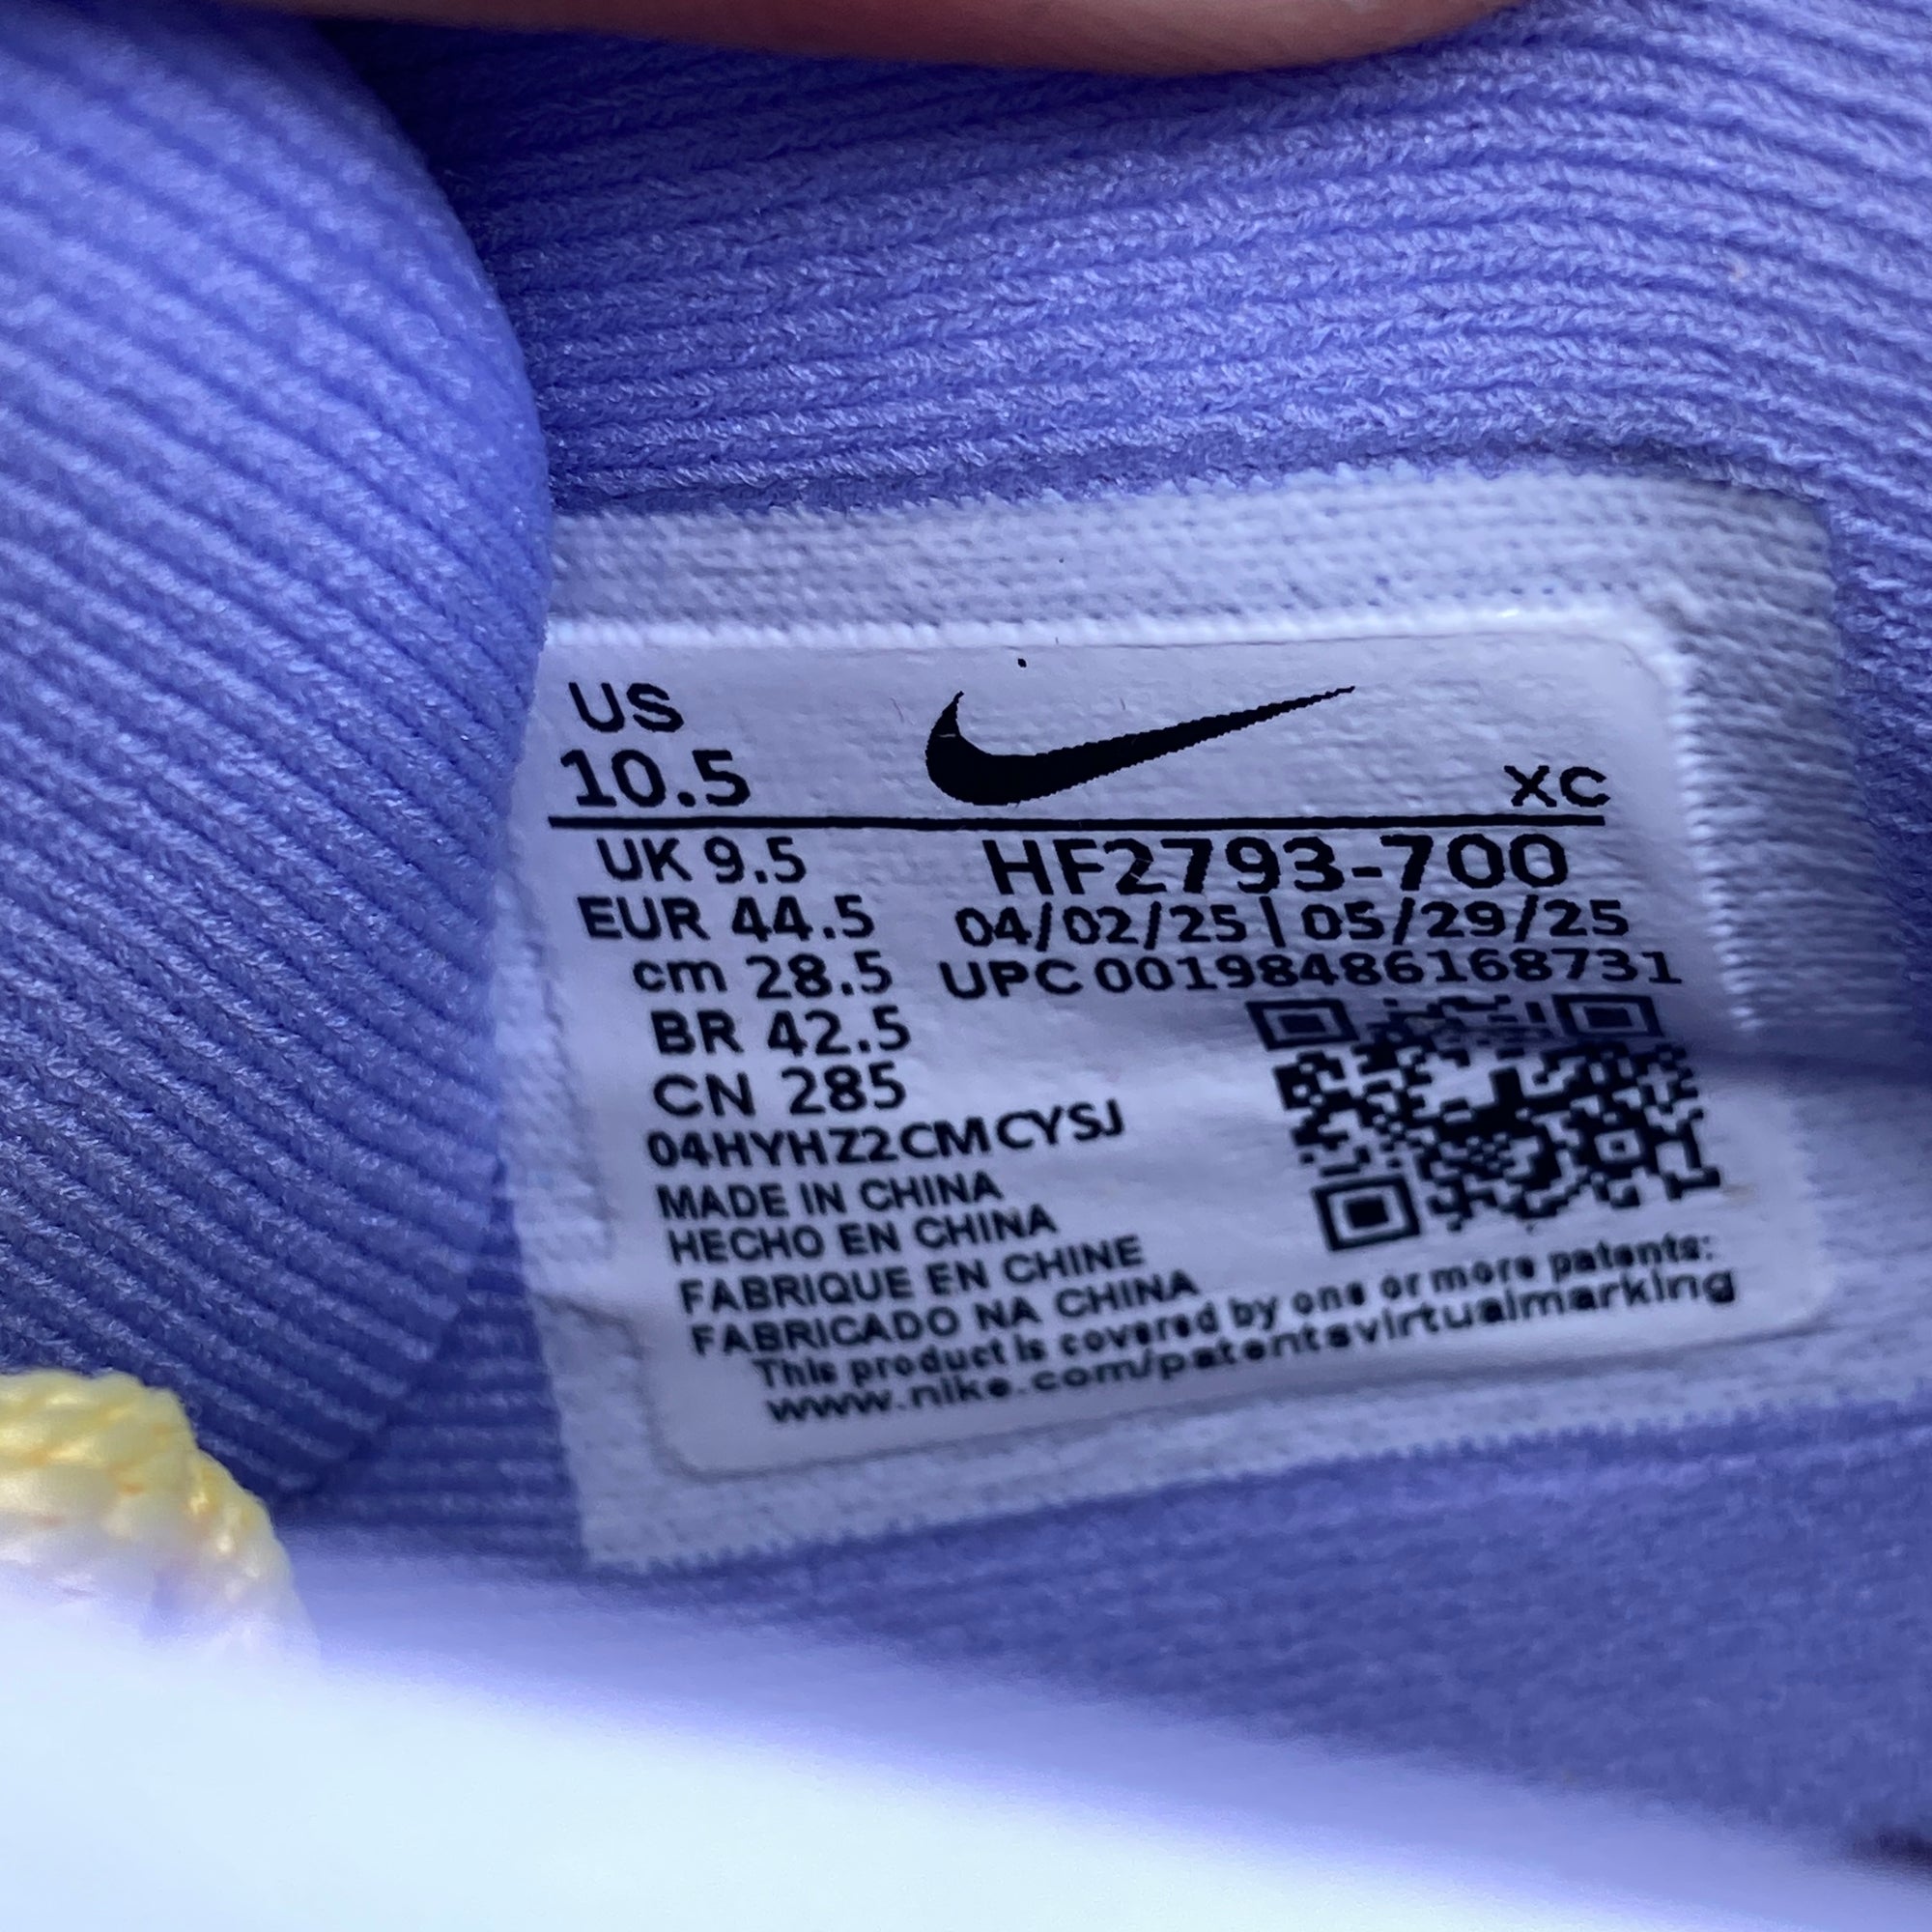 US
10.5
XC
UK 9.5
HF2793-700
EUR 44.5
04/02/25 | 05/29/25
cm 28.5
UPC 00198486168731
BR 42.5
CN 285
04HYHZ2CMCYSJ
MADE IN CHINA
HECHO EN CHINA
FABRIQUE EN CHINE
FABRICADO NA CHINA
This product is covered by one or more patents:
www.nike.com/patentsvirtualmarking